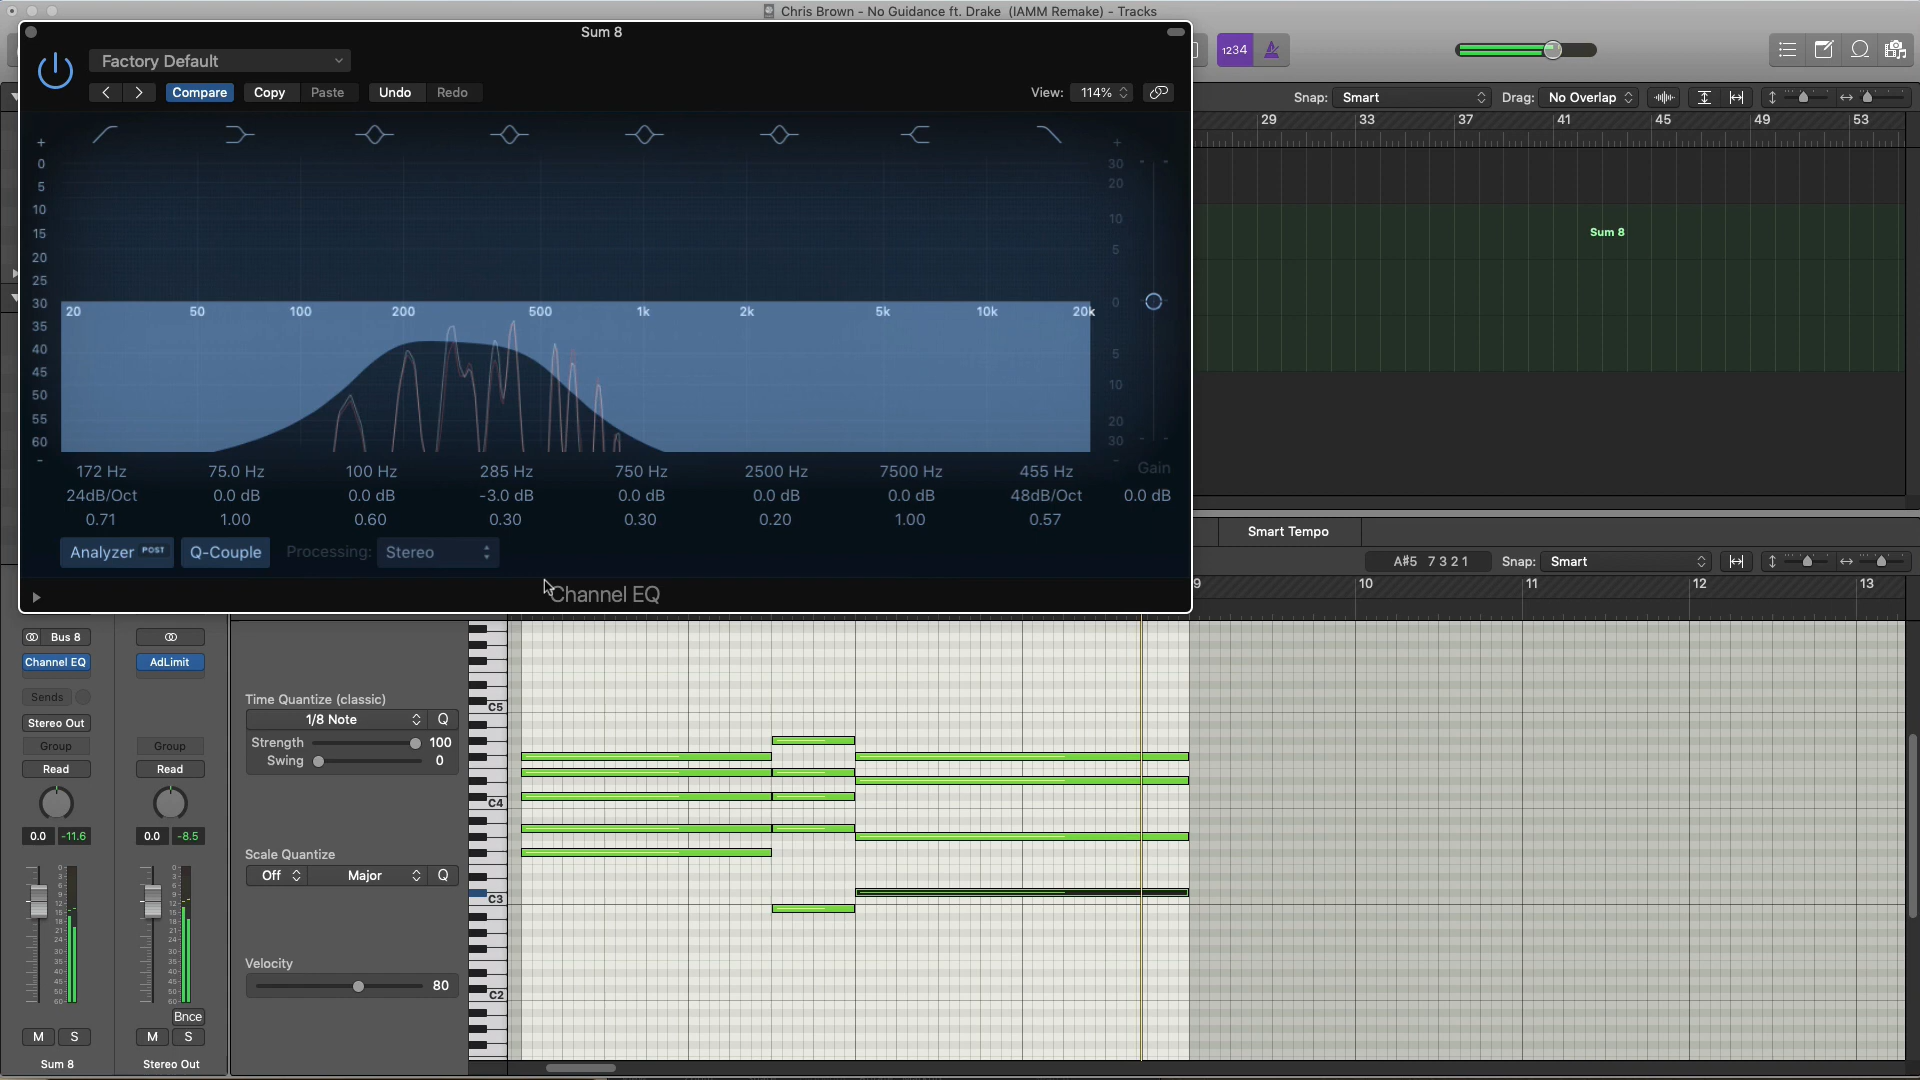 Chris Brown - No Guidance ft. Drake (IAMM Remake) - Tracks
Sum 8
Factory Default
1234
Compare Copy Paste Undo Redo View: 114%
Snap: Smart Drag: No Overlap
29 33 37 41 45 49 53
+ +
0 30
5 20
10 10
15
20 5
25
30 0
35
40 5
45 10
50
55 20
60 30
- -
20 50 100 200 500 1k 2k 5k 10k 20k
Sum 8
172 Hz 75.0 Hz 100 Hz 285 Hz 750 Hz 2500 Hz 7500 Hz 455 Hz Gain
24dB/Oct 0.0 dB 0.0 dB -3.0 dB 0.0 dB 0.0 dB 0.0 dB 48dB/Oct 0.0 dB
0.71 1.00 0.60 0.30 0.30 0.20 1.00 0.57
Analyzer POST Q-Couple Processing: Stereo
Channel EQ
Smart Tempo
A#5 7 3 2 1 Snap: Smart
9 10 11 12 13
Bus 8
Channel EQ AdLimit
Sends
Stereo Out
Group Group
Read Read
0.0 -11.6 0.0 -8.5
Bnce
M S M S
Sum 8 Stereo Out
Time Quantize (classic)
1/8 Note Q
Strength 100
Swing 0
Scale Quantize
Off Major Q
Velocity
80
C5
C4
C3
C2